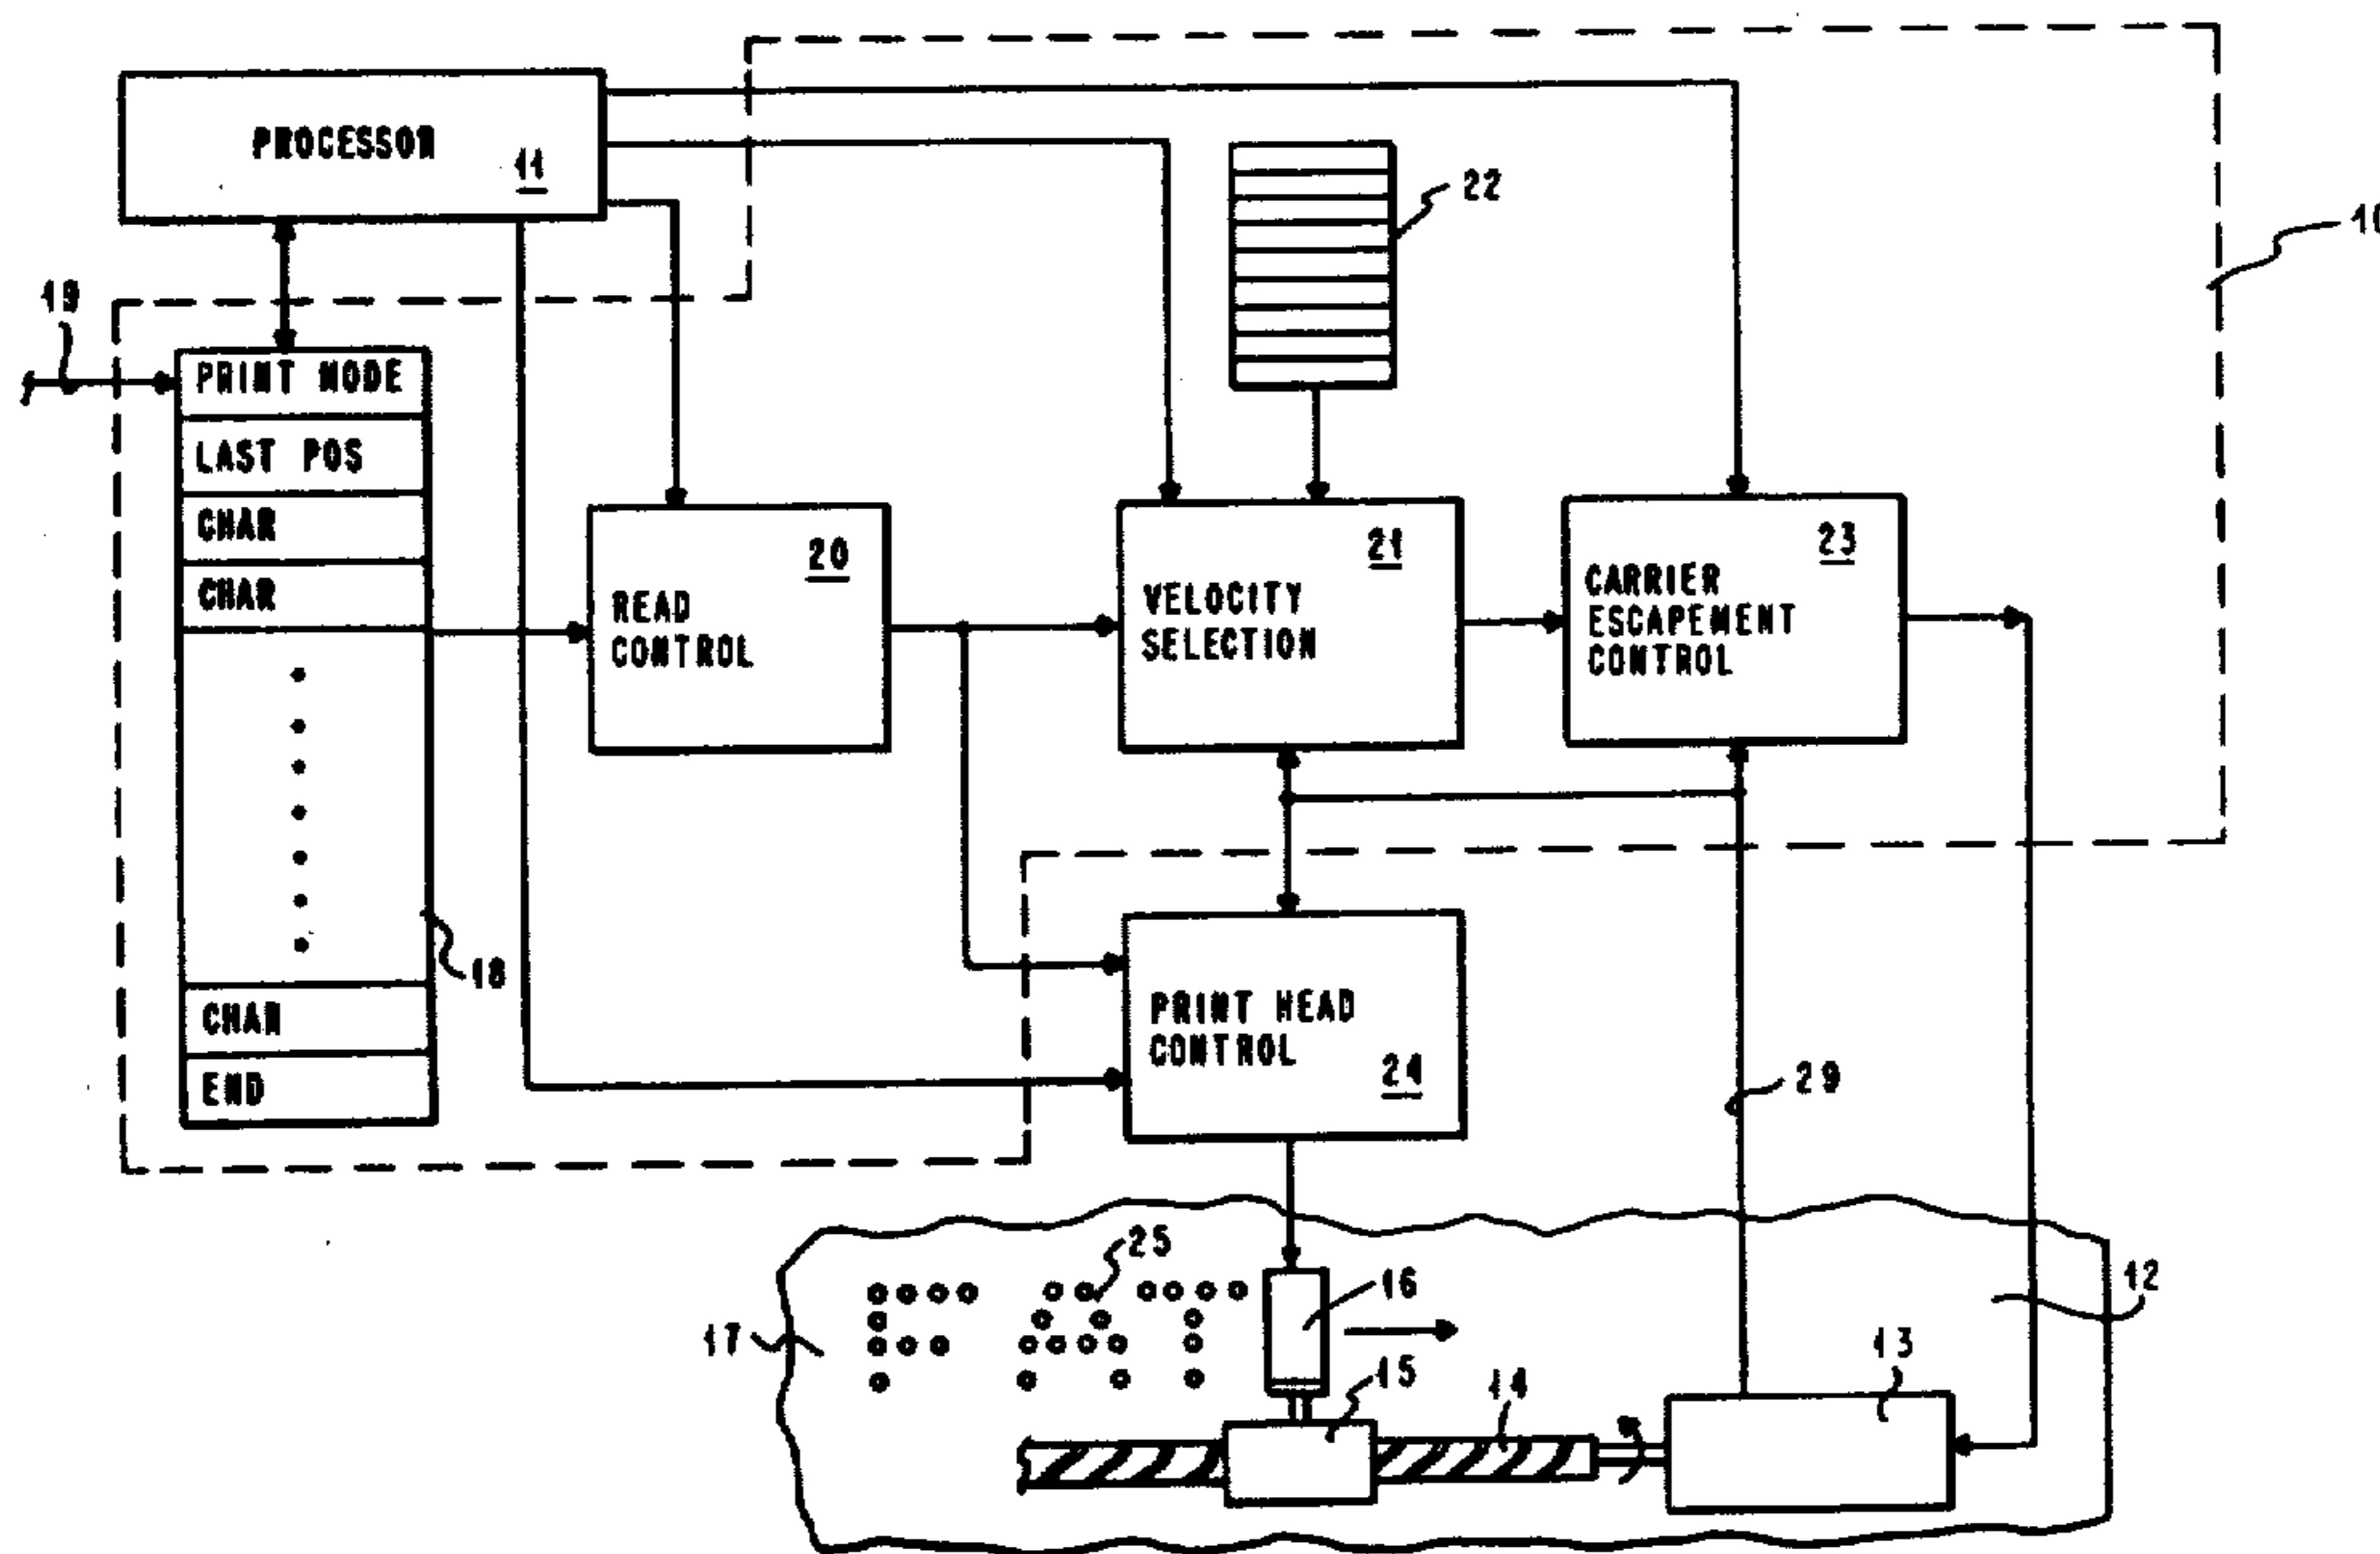 PROCESSOR
11
22
10
19
PRINT MODE
LAST POS
CHAR
CHAR
20
READ
CONTROL
21
VELOCITY
SELECTION
23
CARRIER
ESCAPEMENT
CONTROL
18
CHAR
END
PRINT HEAD
CONTROL
24
29
25
16
12
17
15
14
13